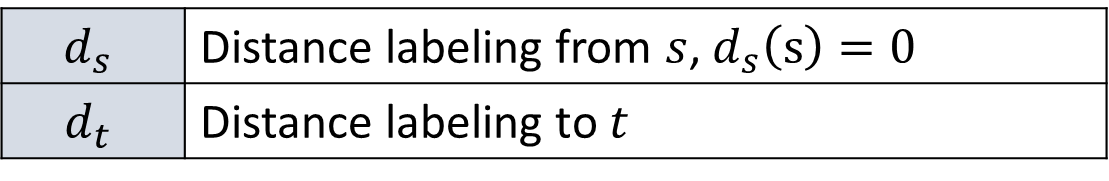 d_s Distance labeling from s, d_s(s) = 0
d_t Distance labeling to t